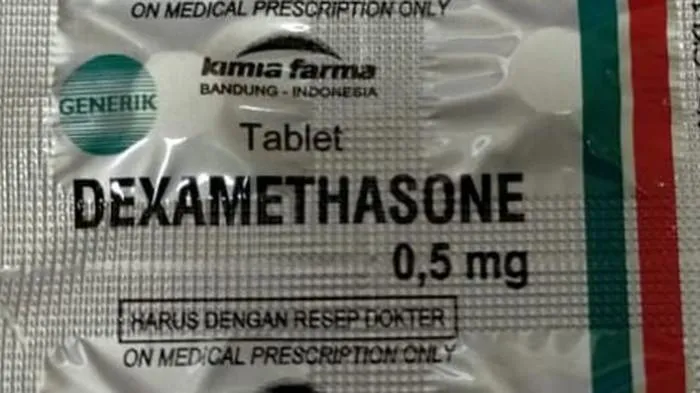 ON MEDICAL PRESCRIPTION ONLY
kimia farma
BANDUNG - INDONESIA
GENERIK
Tablet
DEXAMETHASONE
0,5 mg
HARUS DENGAN RESEP DOKTER
ON MEDICAL PRESCRIPTION ONLY